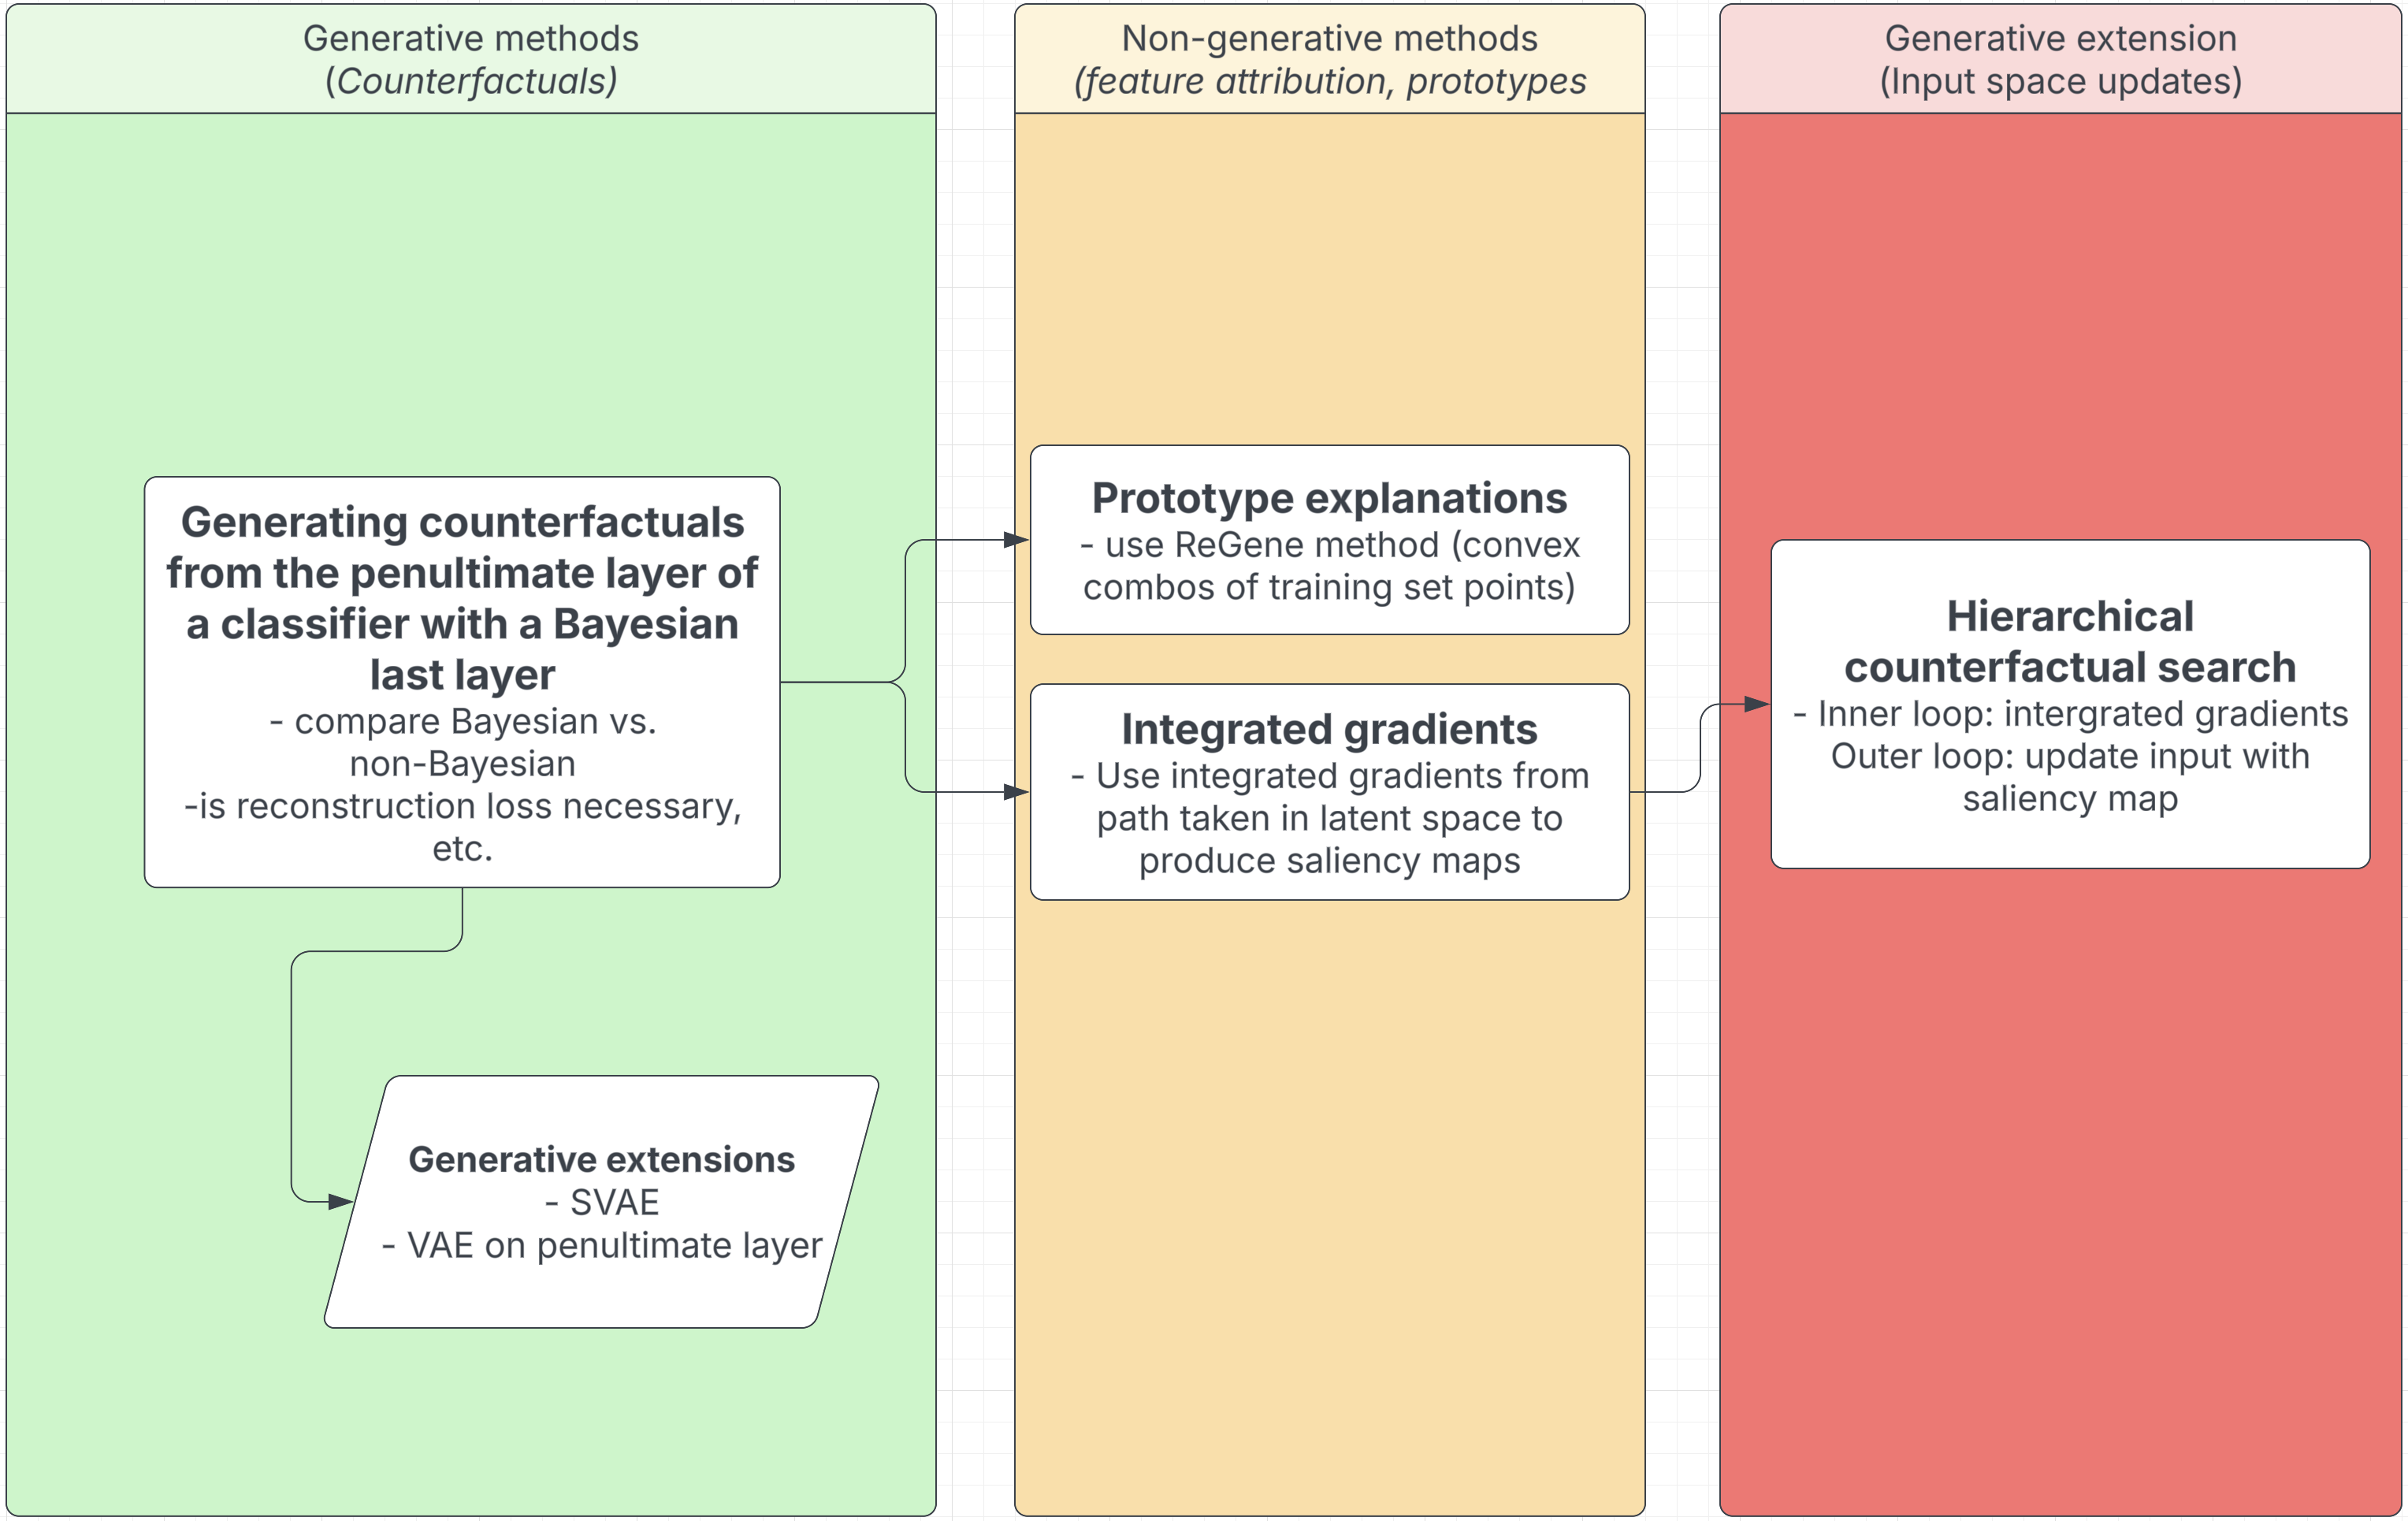 Generative methods
(Counterfactuals)
Non-generative methods
(feature attribution, prototypes
Generative extension
(Input space updates)
Generating counterfactuals
from the penultimate layer of
a classifier with a Bayesian
last layer
- compare Bayesian vs.
non-Bayesian
-is reconstruction loss necessary,
etc.
Generative extensions
- SVAE
- VAE on penultimate layer
Prototype explanations
- use ReGene method (convex
combos of training set points)
Integrated gradients
- Use integrated gradients from
path taken in latent space to
produce saliency maps
Hierarchical
counterfactual search
- Inner loop: intergrated gradients
Outer loop: update input with
saliency map